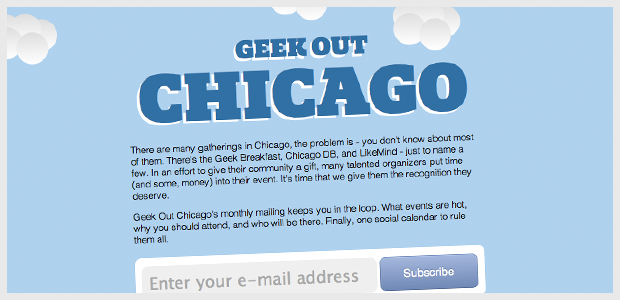 GEEK OUT
CHICAGO
There are many gatherings in Chicago, the problem is - you don't know about most
of them. There's the Geek Breakfast, Chicago DB, and LikeMind - just to name a
few. In an effort to give their community a gift, many talented organizers put time
(and some, money) into their event. It's time that we give them the recognition they
deserve.
Geek Out Chicago's monthly mailing keeps you in the loop. What events are hot,
why you should attend, and who will be there. Finally, one social calendar to rule
them all.
Enter your e-mail address
Subscribe